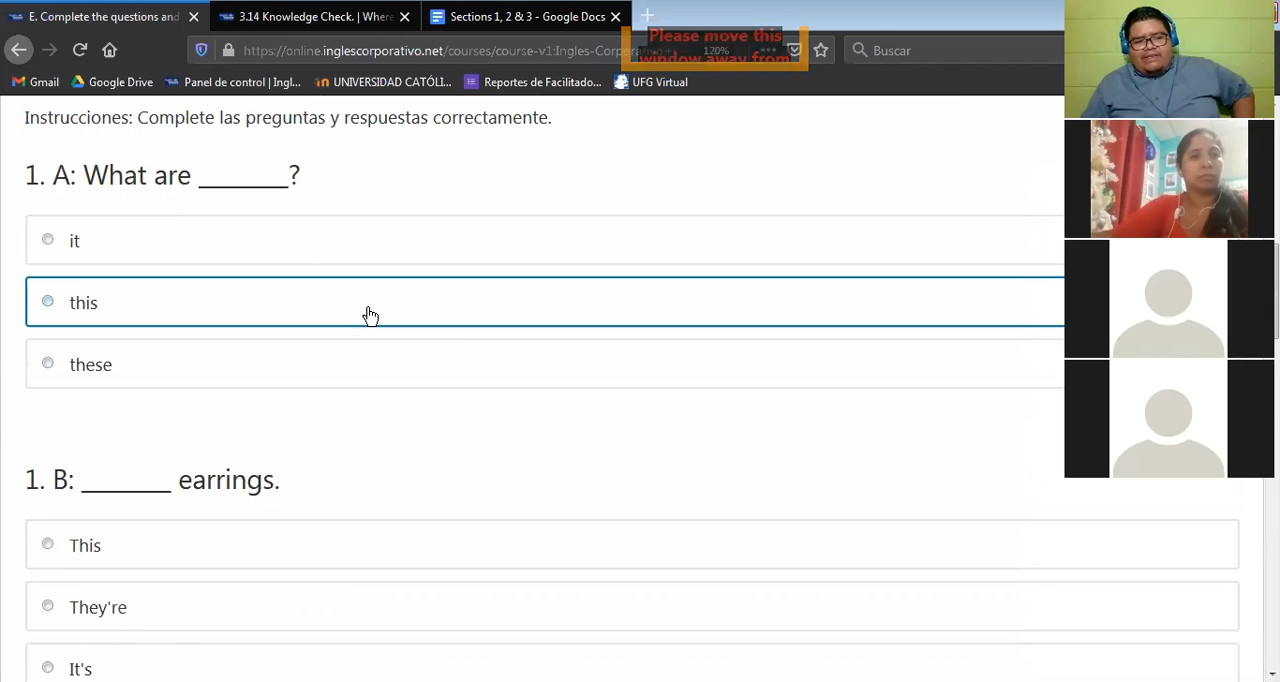 E. Complete the questions and
3.14 Knowledge Check. | Where
Sections 1, 2 & 3 - Google Docs
https://online.inglescorporativo.net/courses/course-v1:Ingles-Corpor
Please move this
window away from
120%
Buscar
Gmail
Google Drive
Panel de control | Ingl...
UNIVERSIDAD CATÓLI...
Reportes de Facilitado...
UFG Virtual
Instrucciones: Complete las preguntas y respuestas correctamente.
1. A: What are _______?
it
this
these
1. B: _______ earrings.
This
They're
It's